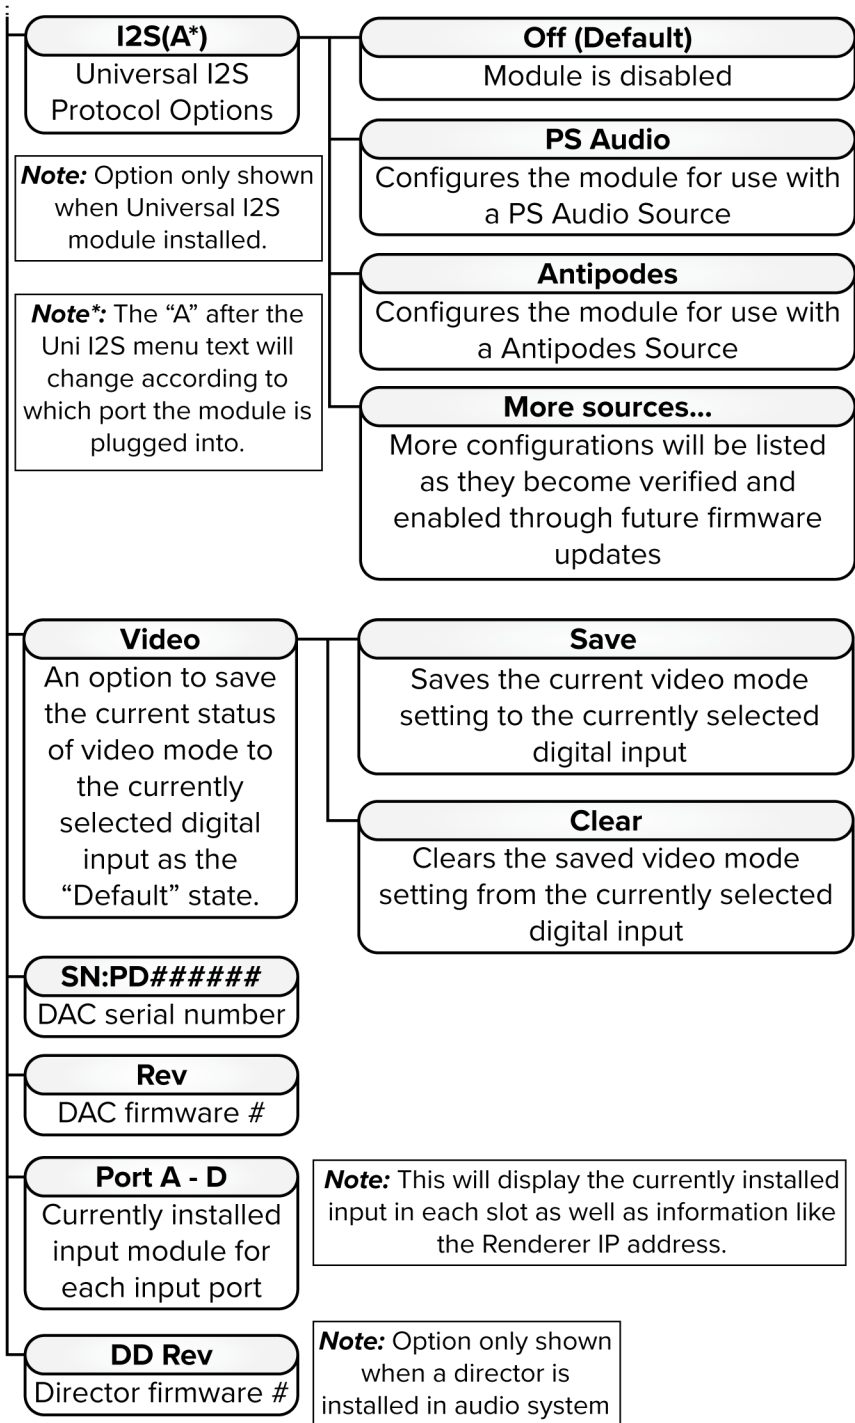 I2S(A*)
Universal I2S
Protocol Options
Off (Default)
Module is disabled
PS Audio
Configures the module for use with
a PS Audio Source
Note: Option only shown
when Universal I2S
module installed.
Antipodes
Configures the module for use with
a Antipodes Source
Note*: The “A” after the
Uni I2S menu text will
change according to
which port the module is
plugged into.
More sources...
More configurations will be listed
as they become verified and
enabled through future firmware
updates
Video
An option to save
the current status
of video mode to
the currently
selected digital
input as the
“Default” state.
Save
Saves the current video mode
setting to the currently selected
digital input
Clear
Clears the saved video mode
setting from the currently selected
digital input
SN:PD######
DAC serial number
Rev
DAC firmware #
Port A - D
Currently installed
input module for
each input port
Note: This will display the currently installed
input in each slot as well as information like
the Renderer IP address.
DD Rev
Director firmware #
Note: Option only shown
when a director is
installed in audio system